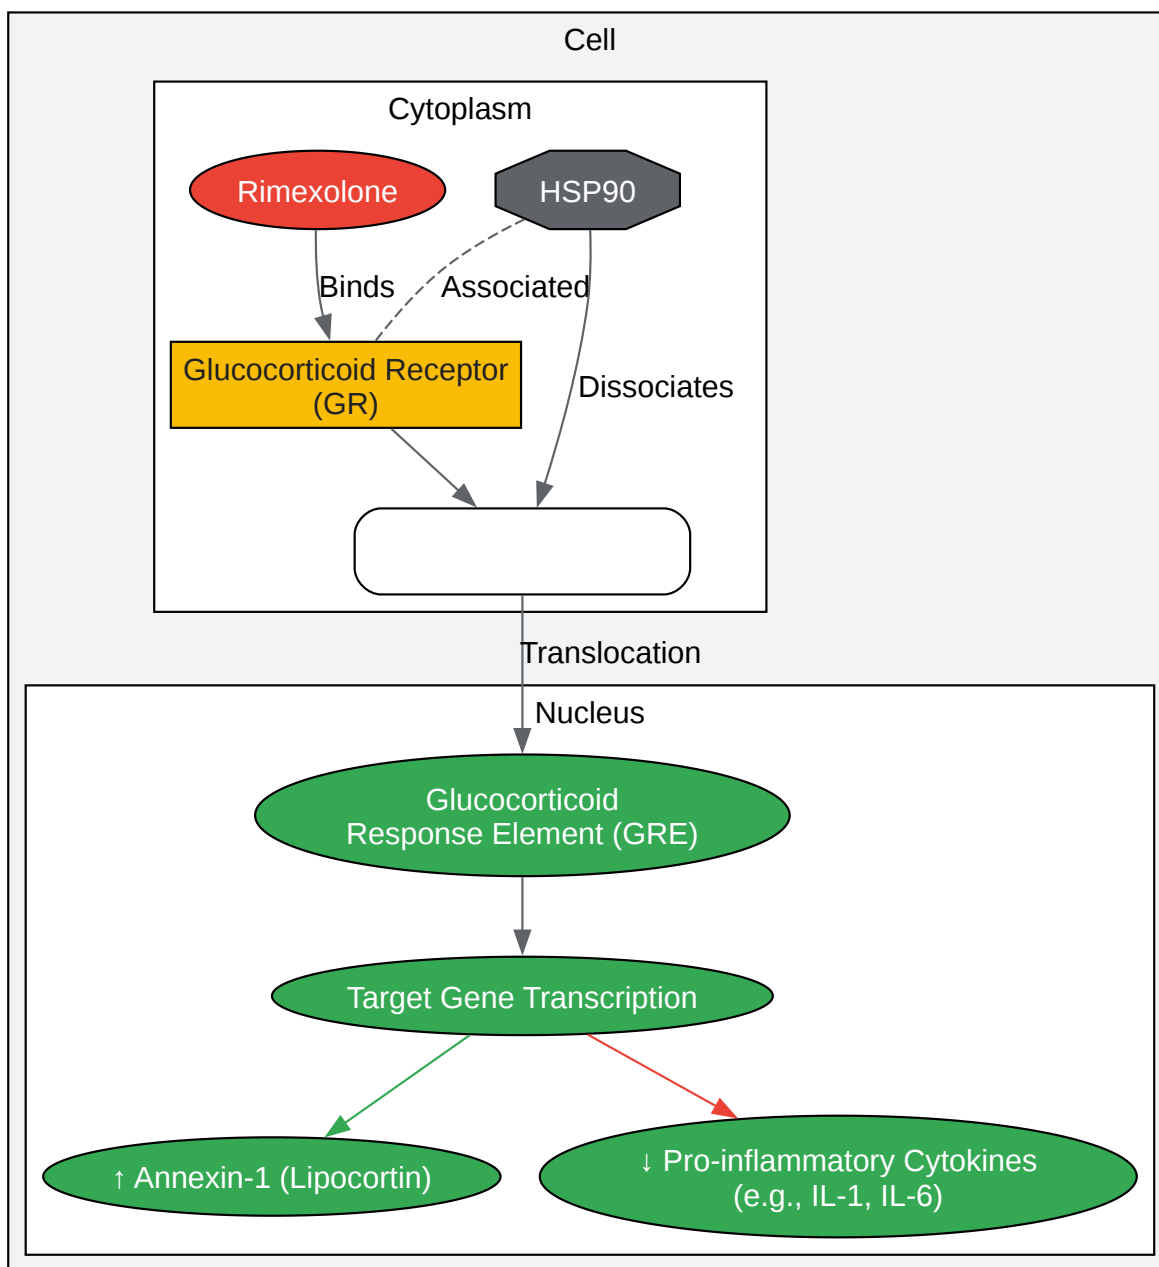 Cell
Cytoplasm
Rimexolone
HSP90
Binds
Associated
Glucocorticoid Receptor
(GR)
Dissociates
Translocation
Nucleus
Glucocorticoid
Response Element (GRE)
Target Gene Transcription
↑ Annexin-1 (Lipocortin)
↓ Pro-inflammatory Cytokines
(e.g., IL-1, IL-6)